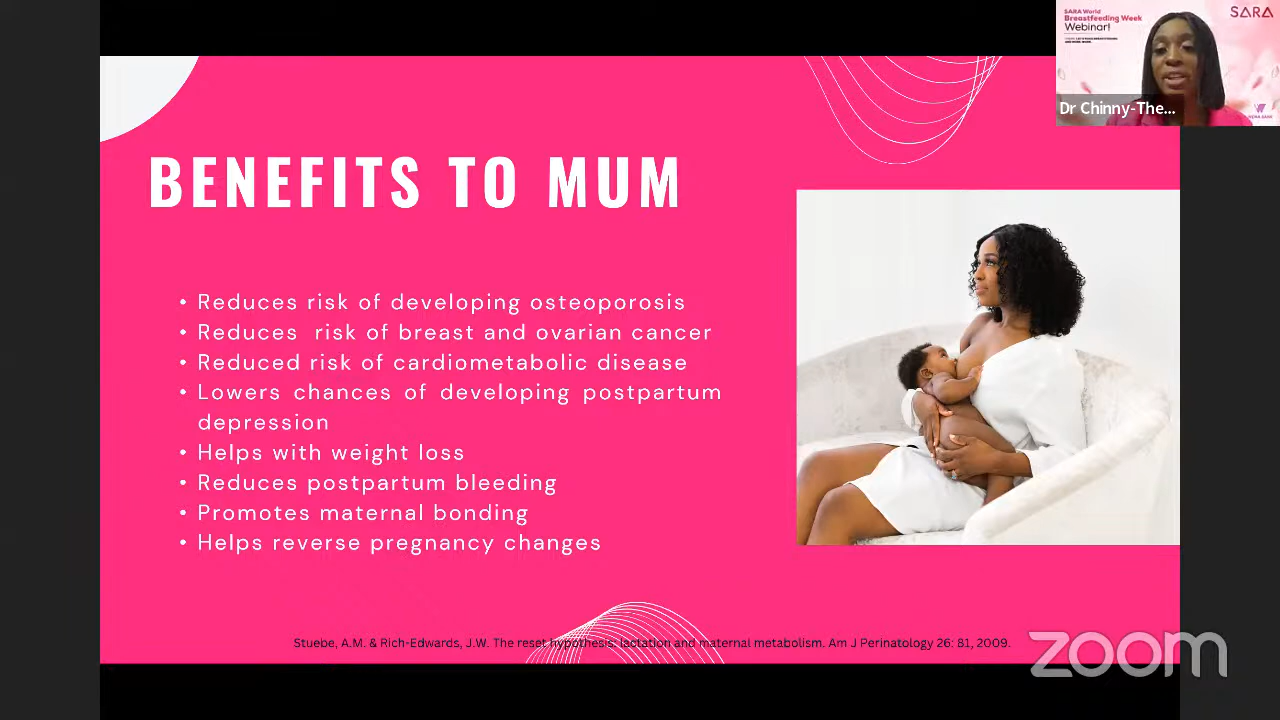 SARA World
Breastfeeding Week
Webinar!
SARA
Dr Chinny-The...
BENEFITS TO MUM
• Reduces risk of developing osteoporosis
• Reduces risk of breast and ovarian cancer
• Reduced risk of cardiometabolic disease
• Lowers chances of developing postpartum
depression
• Helps with weight loss
• Reduces postpartum bleeding
• Promotes maternal bonding
• Helps reverse pregnancy changes
Stuebe, A.M. & Rich-Edwards, J.W. The reset hypothesis: lactation and maternal metabolism. Am J Perinatology 26: 81, 2009.
zoom